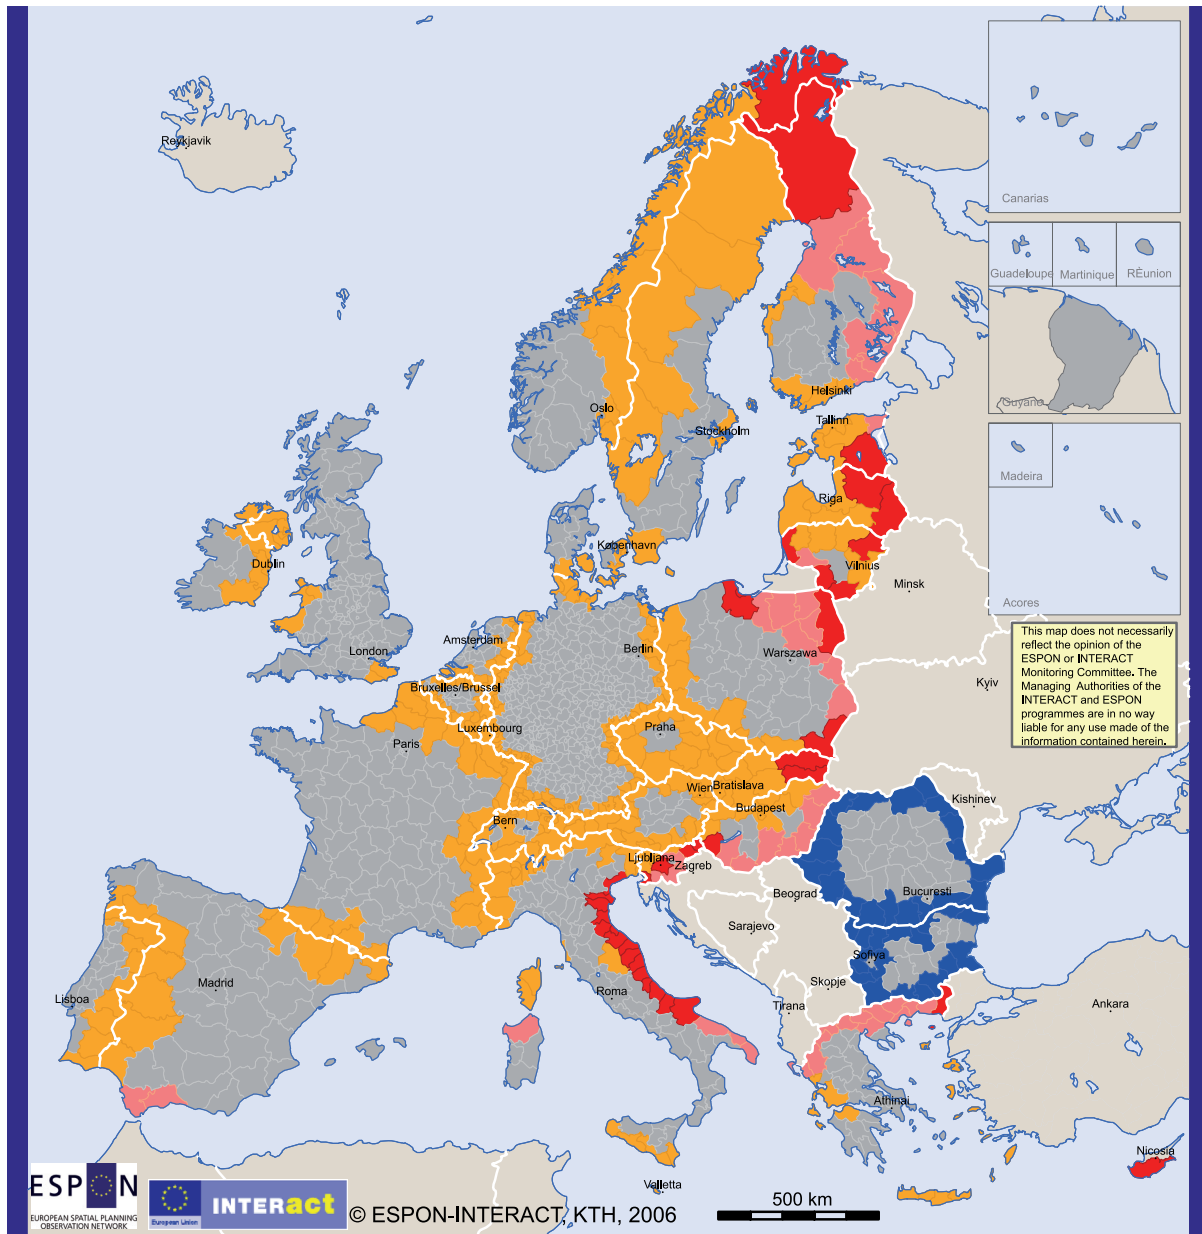 Reykjavik
Canarias
Guadeloupe
Martinique
RÉunion
Guyane
Madeira
Acores
Oslo
Helsinki
Tallinn
Stockholm
Riga
København
Vilnius
Minsk
Dublin
Amsterdam
Berlin
London
Warszawa
Bruxelles/Brussel
Kyiv
Luxembourg
Praha
Paris
Wien
Bratislava
Budapest
Kishinev
Bern
Ljubljana
Zagreb
Beograd
Bucuresti
Sarajevo
Sofiya
Madrid
Skopje
Roma
Lisboa
Tirana
Ankara
Athinai
Nicosia
Valletta
This map does not necessarily
reflect the opinion of the
ESPON or INTERACT
Monitoring Committee. The
Managing Authorities of the
INTERACT and ESPON
programmes are in no way
liable for any use made of the
information contained herein.
ESPON
EUROPEAN SPATIAL PLANNING
OBSERVATION NETWORK
European Union
INTERact
© ESPON-INTERACT, KTH, 2006
500 km